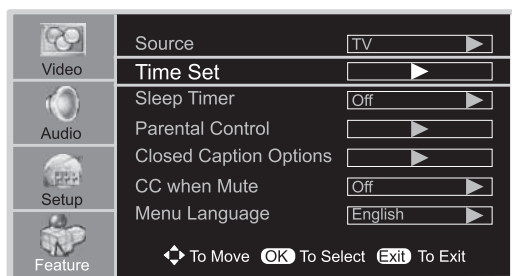 Video
Audio
Setup
Feature
Source TV
Time Set
Sleep Timer Off
Parental Control
Closed Caption Options
CC when Mute Off
Menu Language English
To Move OK To Select Exit To Exit